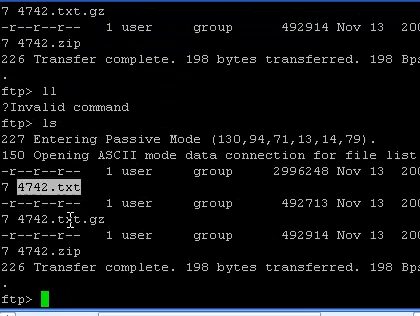 7 4742.txt.gz
-r--r--r-- 1 user group 492914 Nov 13 200
7 4742.zip
226 Transfer complete. 198 bytes transferred. 198 Bps
.
ftp> ll
?Invalid command
ftp> ls
227 Entering Passive Mode (130,94,71,13,14,79).
150 Opening ASCII mode data connection for file list
-r--r--r-- 1 user group 2996248 Nov 13 200
7 4742.txt
-r--r--r-- 1 user group 492713 Nov 13 200
7 4742.txt.gz
-r--r--r-- 1 user group 492914 Nov 13 200
7 4742.zip
226 Transfer complete. 198 bytes transferred. 198 Bps
.
ftp>